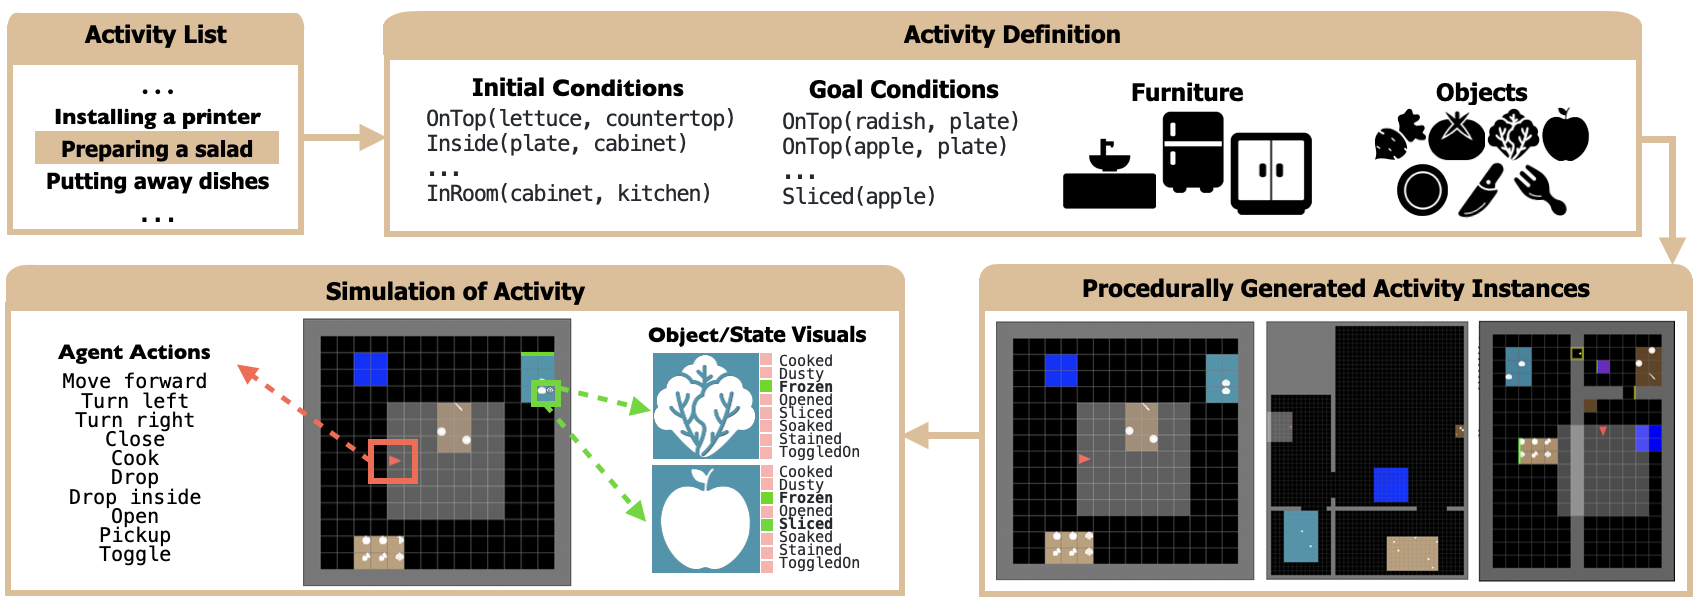 Activity List
...
Installing a printer
Preparing a salad
Putting away dishes
...
Activity Definition
Initial Conditions
OnTop(lettuce, countertop)
Inside(plate, cabinet)
...
InRoom(cabinet, kitchen)
Goal Conditions
OnTop(radish, plate)
OnTop(apple, plate)
...
Sliced(apple)
Furniture
Objects
Simulation of Activity
Agent Actions
Move forward
Turn left
Turn right
Close
Cook
Drop
Drop inside
Open
Pickup
Toggle
Object/State Visuals
Cooked
Dusty
Frozen
Opened
Sliced
Soaked
Stained
ToggledOn
Cooked
Dusty
Frozen
Opened
Sliced
Soaked
Stained
ToggledOn
Procedurally Generated Activity Instances